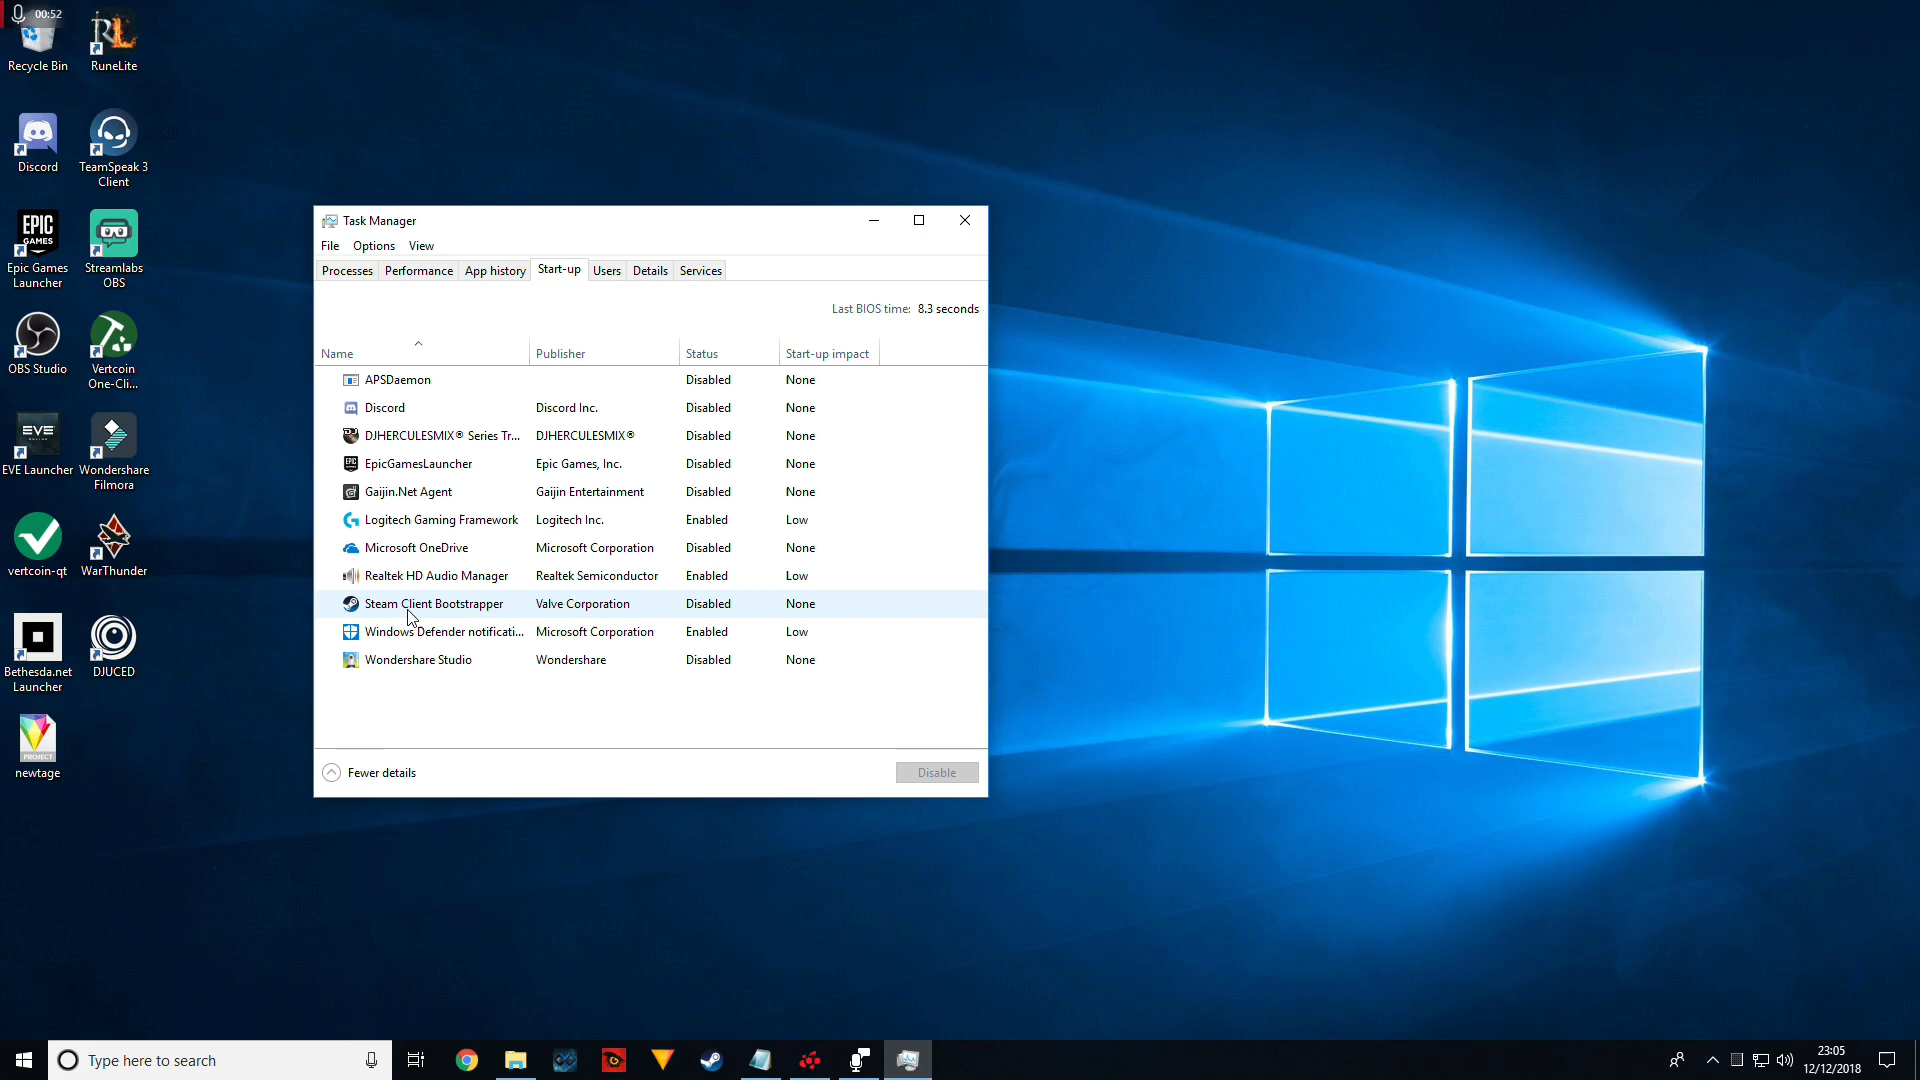 00:52
Recycle Bin
RuneLite
Discord
TeamSpeak 3
Client
EPIC
GAMES
Epic Games
Launcher
Streamlabs
OBS
OBS Studio
Vertcoin
One-Cli...
EVE
EVE Launcher
Wondershare
Filmora
vertcoin-qt
WarThunder
Bethesda.net
Launcher
DJUCED
PROJECT
newtage
Task Manager
File Options View
Processes Performance App history Start-up Users Details Services
Last BIOS time: 8.3 seconds
Name Publisher Status Start-up impact
APSDaemon Disabled None
Discord Discord Inc. Disabled None
DJHERCULESMIX® Series Tr... DJHERCULESMIX® Disabled None
EpicGamesLauncher Epic Games, Inc. Disabled None
Gaijin.Net Agent Gaijin Entertainment Disabled None
Logitech Gaming Framework Logitech Inc. Enabled Low
Microsoft OneDrive Microsoft Corporation Disabled None
Realtek HD Audio Manager Realtek Semiconductor Enabled Low
Steam Client Bootstrapper Valve Corporation Disabled None
Windows Defender notificati... Microsoft Corporation Enabled Low
Wondershare Studio Wondershare Disabled None
Fewer details Disable
Type here to search
23:05
12/12/2018